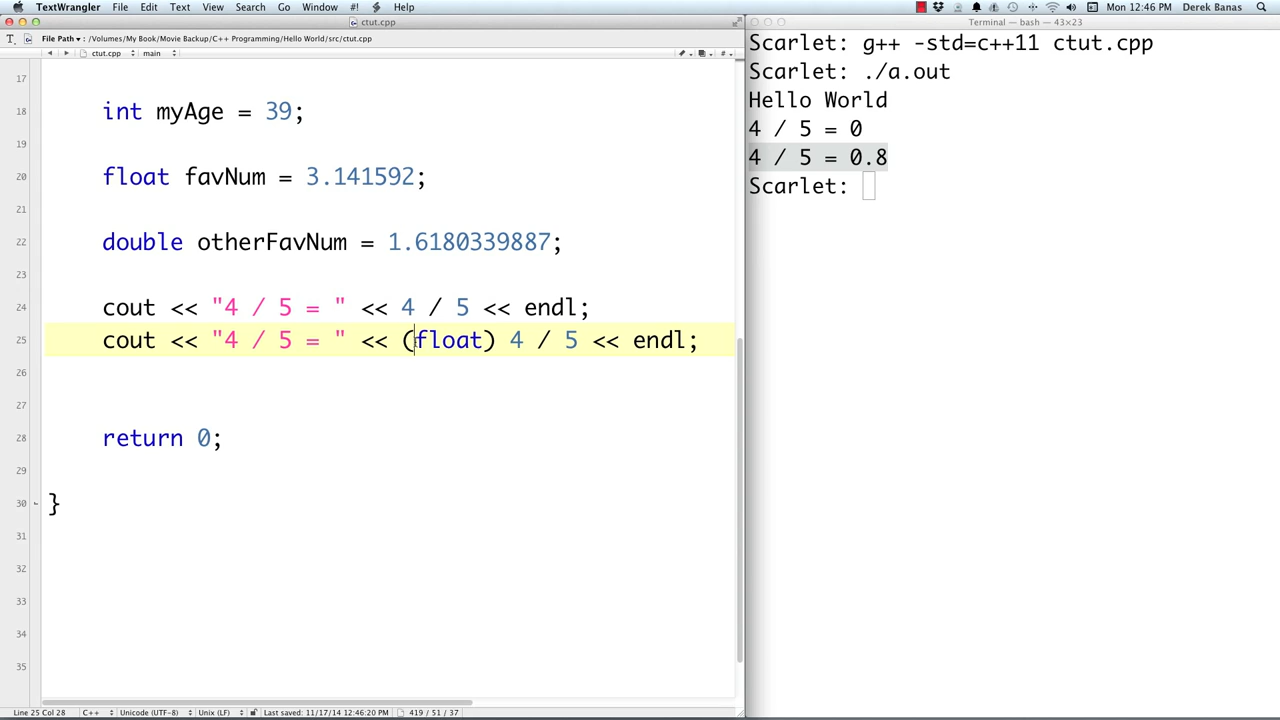 TextWrangler File Edit Text View Search Go Window #! Help Mon 12:46 PM Derek Banas
ctut.cpp
File Path ▾ : /Volumes/My Book/Movie Backup/C++ Programming/Hello World/src/ctut.cpp
ctut.cpp main
17
18 int myAge = 39;
19
20 float favNum = 3.141592;
21
22 double otherFavNum = 1.6180339887;
23
24 cout << "4 / 5 = " << 4 / 5 << endl;
25 cout << "4 / 5 = " << (float) 4 / 5 << endl;
26
27
28 return 0;
29
30 }
31
32
33
34
35
Line 25 Col 28 C++ Unicode (UTF-8) Unix (LF) Last saved: 11/17/14 12:46:20 PM 419 / 51 / 37
Terminal — bash — 43×23
Scarlet: g++ -std=c++11 ctut.cpp
Scarlet: ./a.out
Hello World
4 / 5 = 0
4 / 5 = 0.8
Scarlet: